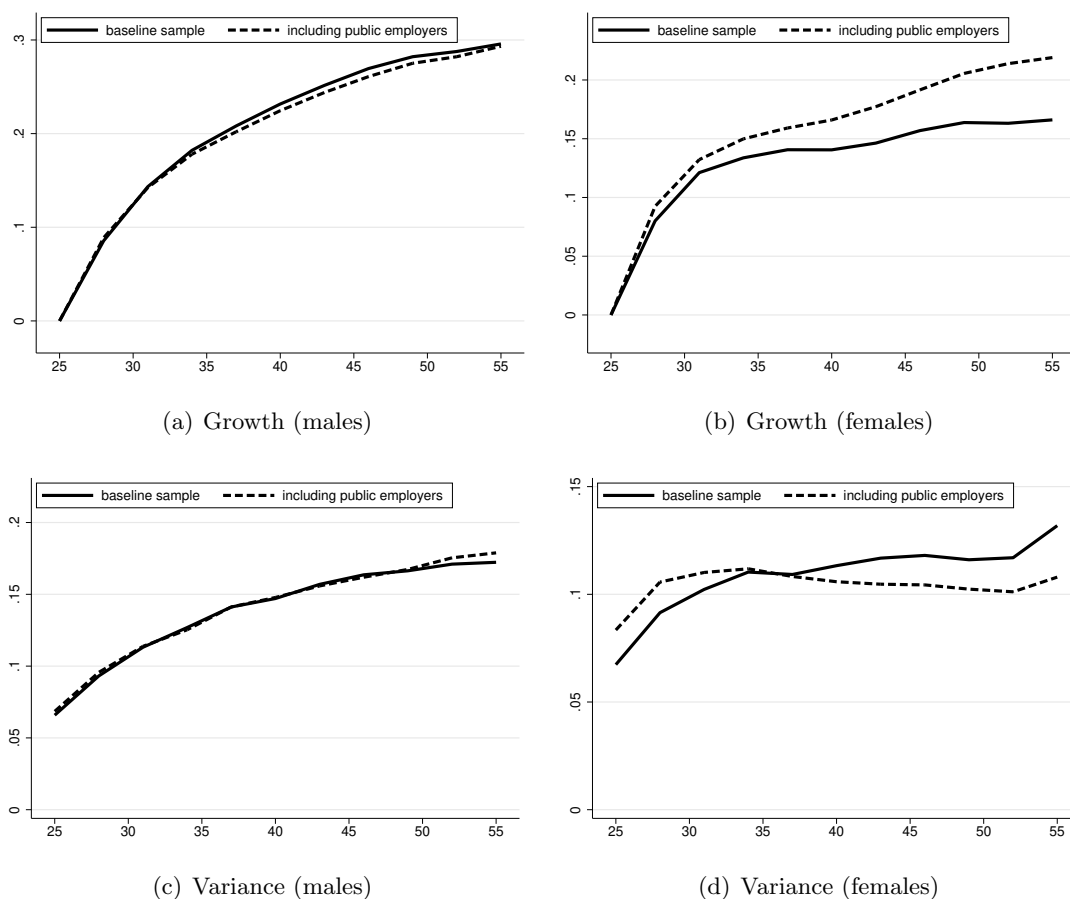 baseline sample including public employers
.3
.2
.1
0
25 30 35 40 45 50 55
(a) Growth (males)
baseline sample including public employers
.2
.15
.1
.05
0
25 30 35 40 45 50 55
(b) Growth (females)
baseline sample including public employers
.2
.15
.1
.05
0
25 30 35 40 45 50 55
(c) Variance (males)
baseline sample including public employers
.15
.1
.05
0
25 30 35 40 45 50 55
(d) Variance (females)